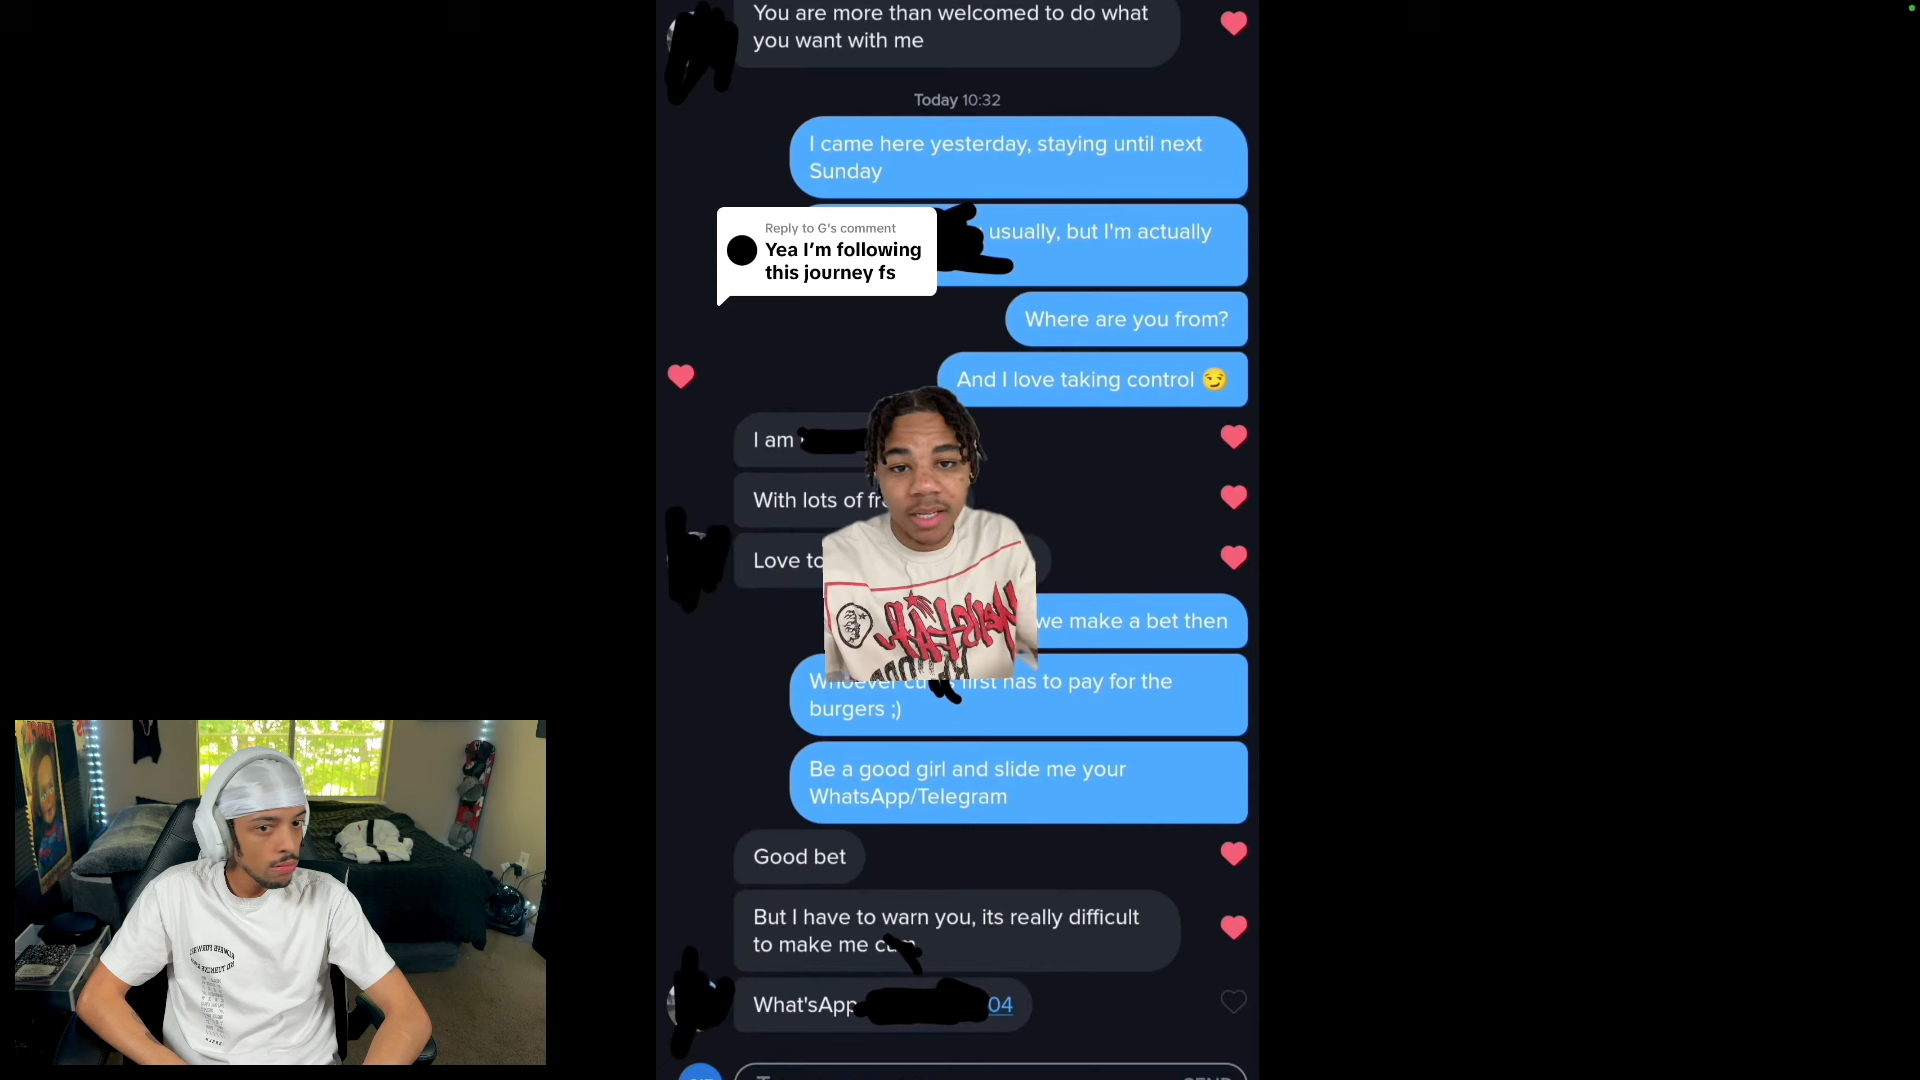 You are more than welcomed to do what
you want with me
Today 10:32
I came here yesterday, staying until next
Sunday
usually, but I'm actually
Reply to G's comment
Yea I'm following
this journey fs
Where are you from?
And I love taking control 😏
I am
With lots of
Love to
we make a bet then
Whoever first has to pay for the
burgers ;)
Be a good girl and slide me your
WhatsApp/Telegram
Good bet
But I have to warn you, its really difficult
to make me
What'sApp 04